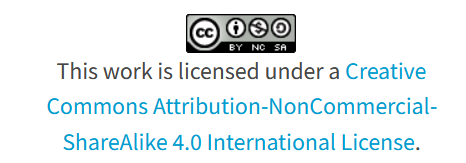 cc
BY NC SA
This work is licensed under a Creative
Commons Attribution-NonCommercial-
ShareAlike 4.0 International License.